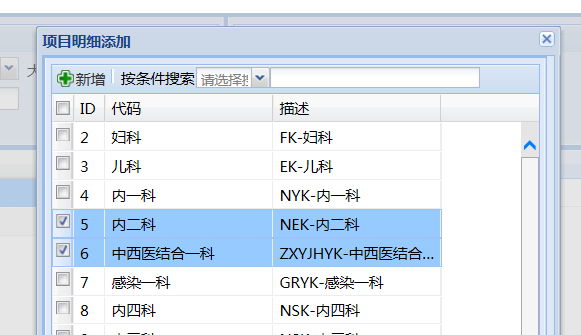 项目明细添加
大
新增 按条件搜索 请选择搜
ID 代码 描述
2 妇科 FK-妇科
3 儿科 EK-儿科
4 内一科 NYK-内一科
5 内二科 NEK-内二科
6 中西医结合一科 ZXYJHYK-中西医结合...
7 感染一科 GRYK-感染一科
8 内四科 NSK-内四科